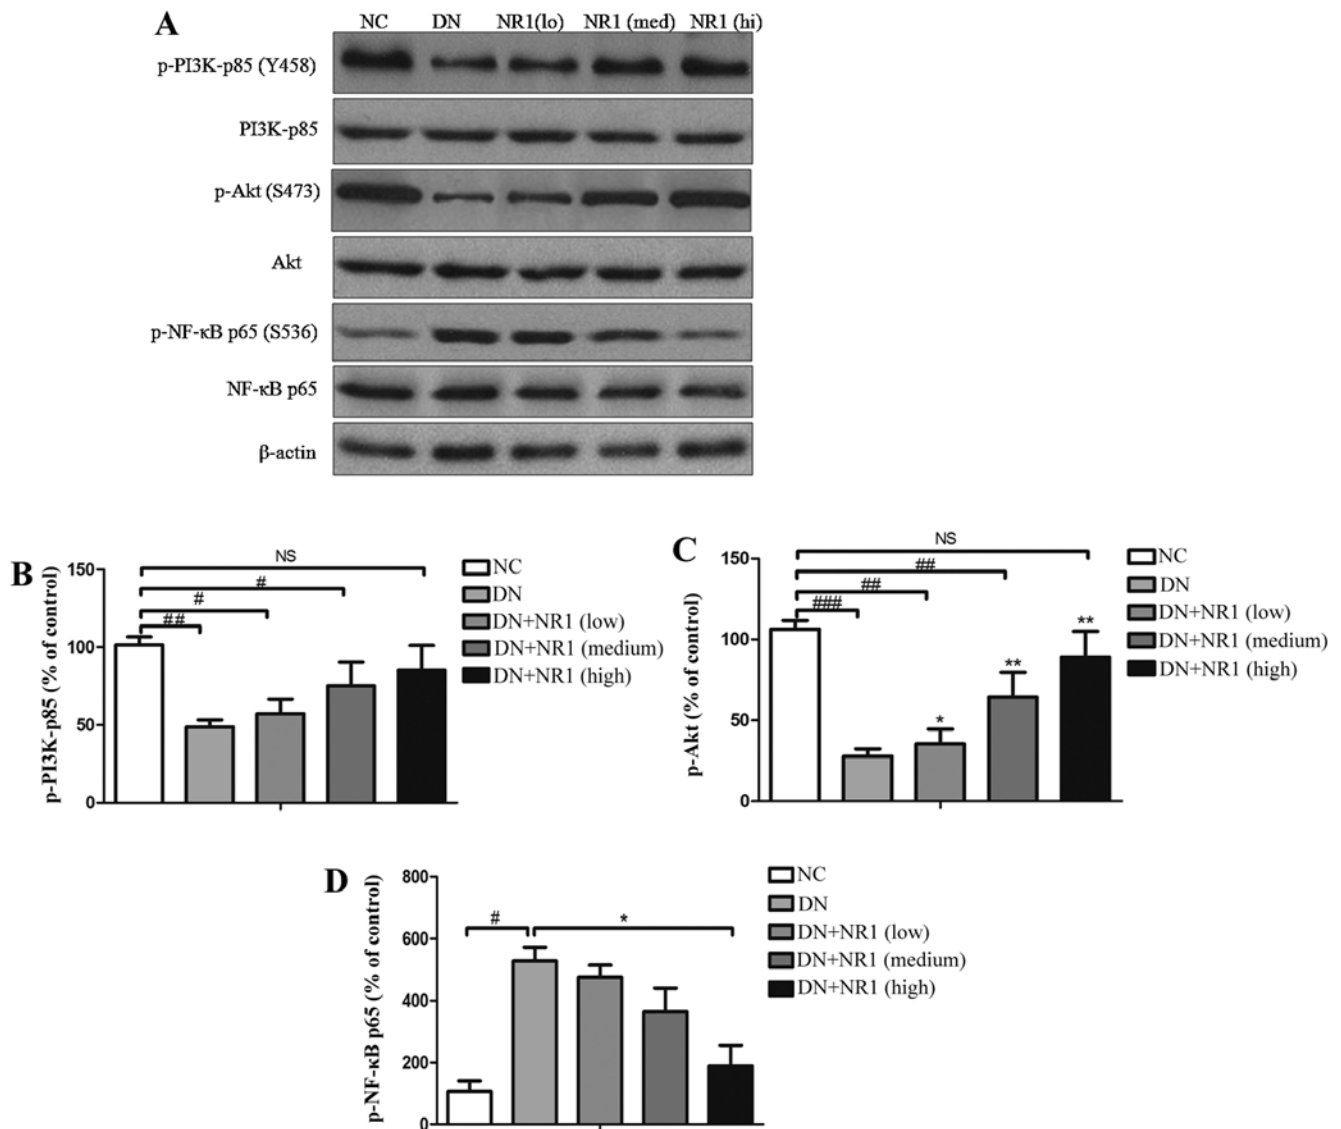 A
NC DN NR1(lo) NR1 (med) NR1 (hi)
p-PI3K-p85 (Y458)
PI3K-p85
p-Akt (S473)
Akt
p-NF-κB p65 (S536)
NF-κB p65
β-actin
B
p-PI3K-p85 (% of control)
150
100
50
0
NS
#
#
##
NC
DN
DN+NR1 (low)
DN+NR1 (medium)
DN+NR1 (high)
C
p-Akt (% of control)
150
100
50
0
NS
##
##
###
*
**
**
NC
DN
DN+NR1 (low)
DN+NR1 (medium)
DN+NR1 (high)
D
p-NF-κB p65 (% of control)
800
600
400
200
0
#
*
NC
DN
DN+NR1 (low)
DN+NR1 (medium)
DN+NR1 (high)